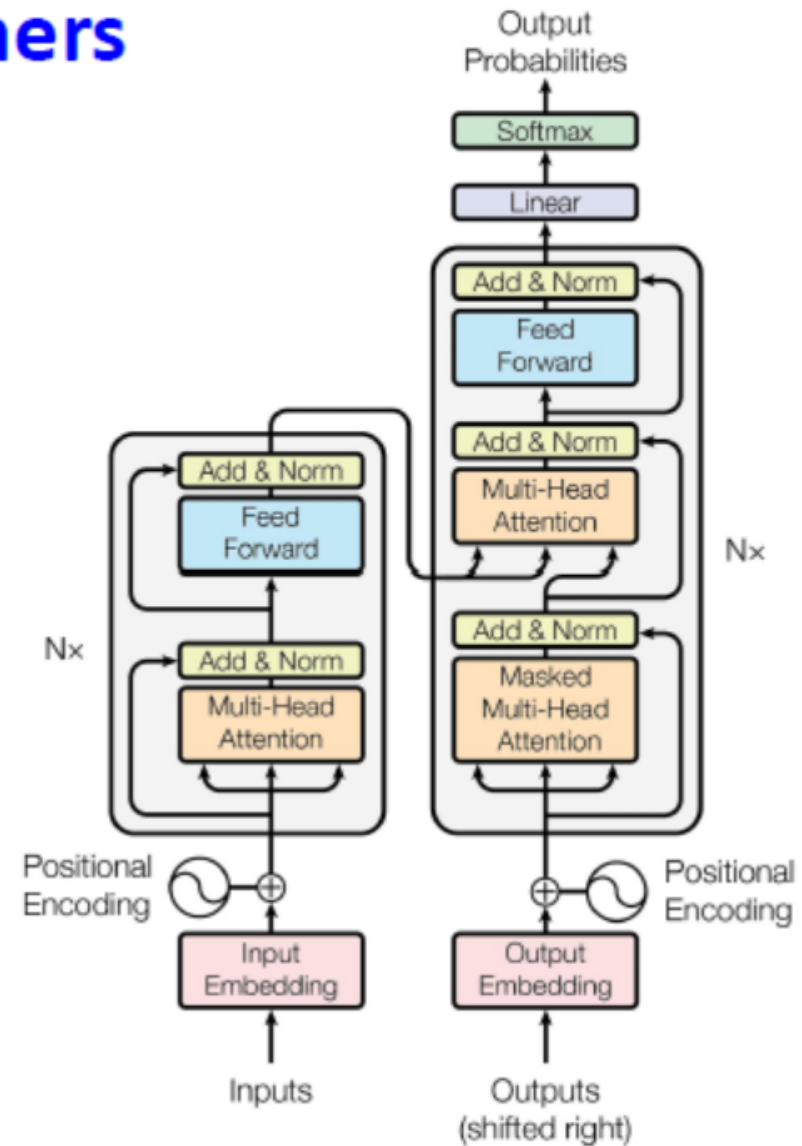 ners
Output
Probabilities
Softmax
Linear
Add & Norm
Feed
Forward
Add & Norm
Multi-Head
Attention
Nx
Add & Norm
Masked
Multi-Head
Attention
Add & Norm
Feed
Forward
Nx
Add & Norm
Multi-Head
Attention
Positional
Encoding
Positional
Encoding
Input
Embedding
Output
Embedding
Inputs
Outputs
(shifted right)